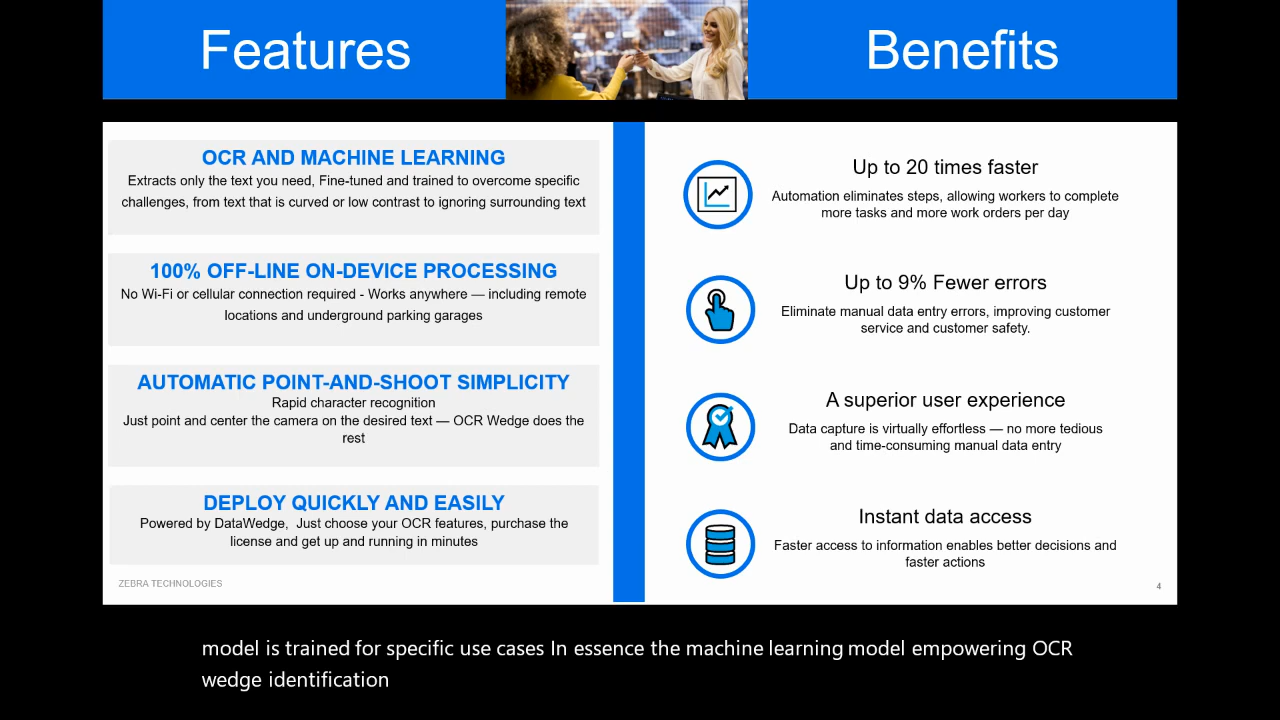 Features
Benefits
OCR AND MACHINE LEARNING
Extracts only the text you need, Fine-tuned and trained to overcome specific
challenges, from text that is curved or low contrast to ignoring surrounding text
100% OFF-LINE ON-DEVICE PROCESSING
No Wi-Fi or cellular connection required - Works anywhere — including remote
locations and underground parking garages
AUTOMATIC POINT-AND-SHOOT SIMPLICITY
Rapid character recognition
Just point and center the camera on the desired text — OCR Wedge does the
rest
DEPLOY QUICKLY AND EASILY
Powered by DataWedge,  Just choose your OCR features, purchase the
license and get up and running in minutes
ZEBRA TECHNOLOGIES
Up to 20 times faster
Automation eliminates steps, allowing workers to complete
more tasks and more work orders per day
Up to 9% Fewer errors
Eliminate manual data entry errors, improving customer
service and customer safety.
A superior user experience
Data capture is virtually effortless — no more tedious
and time-consuming manual data entry
Instant data access
Faster access to information enables better decisions and
faster actions
4
model is trained for specific use cases In essence the machine learning model empowering OCR
wedge identification